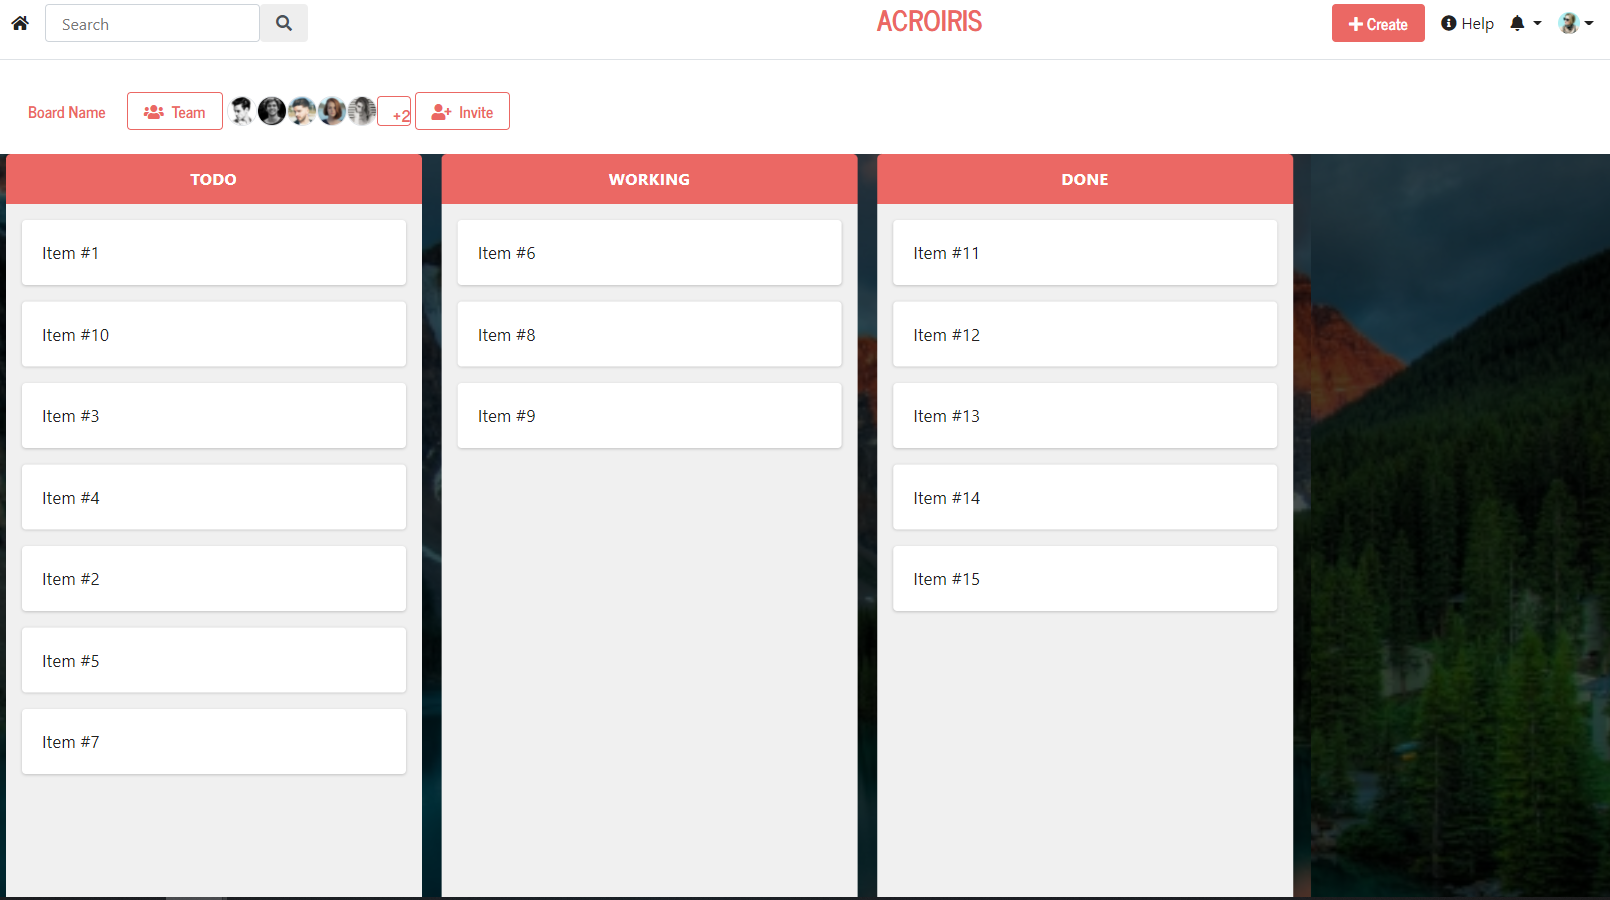 Search
ACROIRIS
Create
Help
Board Name
Team
+2
Invite
TODO
Item #1
Item #10
Item #3
Item #4
Item #2
Item #5
Item #7
WORKING
Item #6
Item #8
Item #9
DONE
Item #11
Item #12
Item #13
Item #14
Item #15